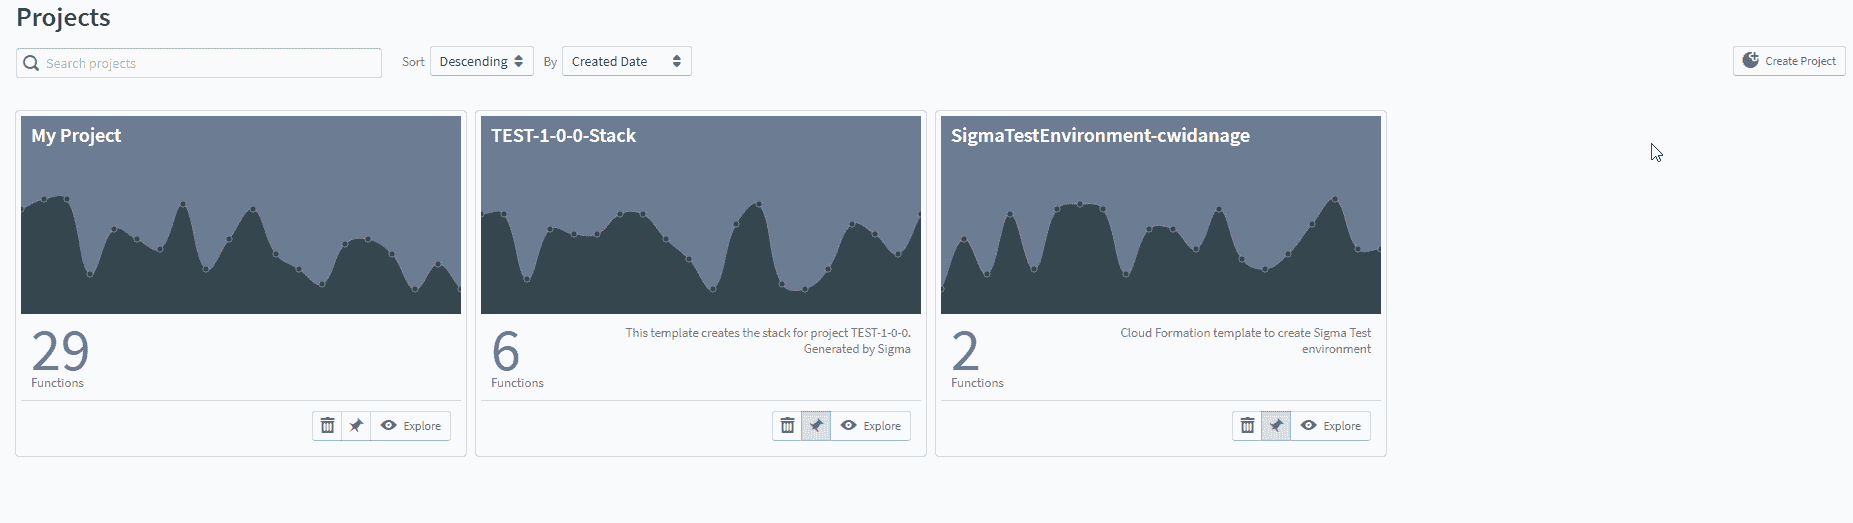 Projects
Search projects
Sort Descending By Created Date
Create Project
My Project
29
Functions
Explore
TEST-1-0-0-Stack
6
Functions
This template creates the stack for project TEST-1-0-0.
Generated by Sigma
Explore
SigmaTestEnvironment-cwidanage
2
Functions
Cloud Formation template to create Sigma Test
environment
Explore